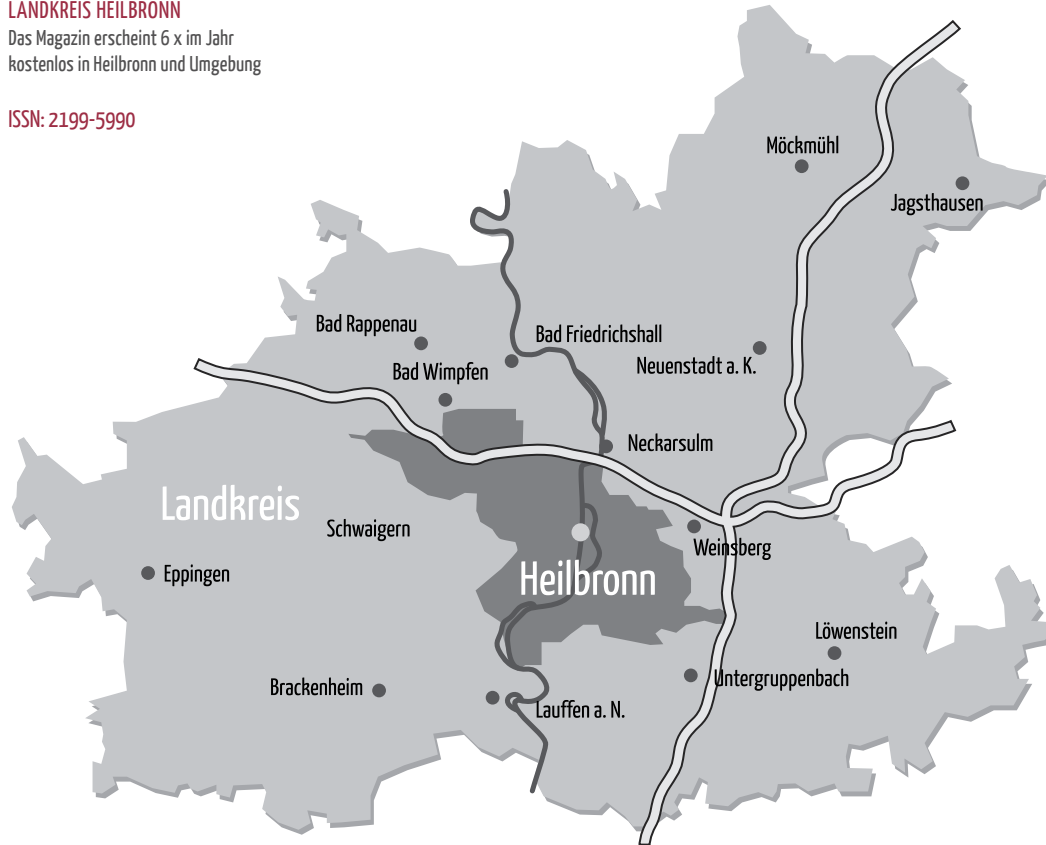 LANDKREIS HEILBRONN
Das Magazin erscheint 6 x im Jahr
kostenlos in Heilbronn und Umgebung
ISSN: 2199-5990
Möckmühl
Jagsthausen
Bad Rappenau
Bad Friedrichshall
Bad Wimpfen
Neuenstadt a. K.
Neckarsulm
Landkreis
Schwaigern
Weinsberg
Eppingen
Heilbronn
Löwenstein
Untergruppenbach
Brackenheim
Lauffen a. N.